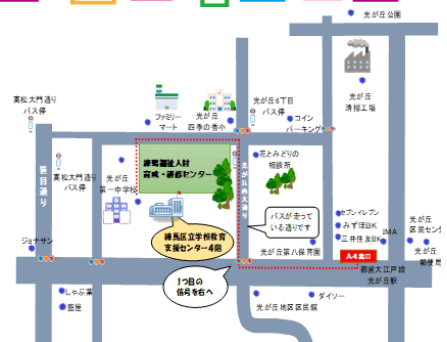 光が丘公園
光が丘
清掃工場
高松大門通り
バス停
ファミリー
マート
光が丘
四季の香小
光が丘6丁目
バス停
コイン
パーキング
笹目通り
高松大門通り
バス停
光が丘
第一中学校
練馬福祉人材
育成・研修センター
光が丘西大通り
花とみどりの
相談所
練馬区立学校教育
支援センター4階
バスが走って
いる通りです
セブンイレブン
みずほBK
三井住友BK
IMA
光が丘
区民セン
光が丘
郵便局
ジョナサン
光が丘第八保育園
A4出口
都営大江戸線
光が丘駅
1つ目の
信号を右へ
しゃぶ葉
光が丘地区区民館
ダイソー